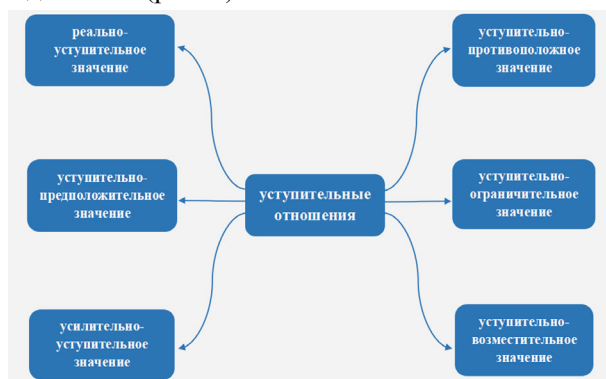 реально-
уступительное
значение
уступительно-
противоположное
значение
уступительно-
предположительное
значение
уступительные
отношения
уступительно-
ограничительное
значение
усилительно-
уступительное
значение
уступительно-
возместительное
значение